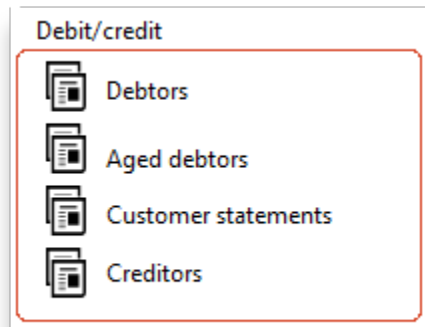 Debit/credit
Debtors
Aged debtors
Customer statements
Creditors